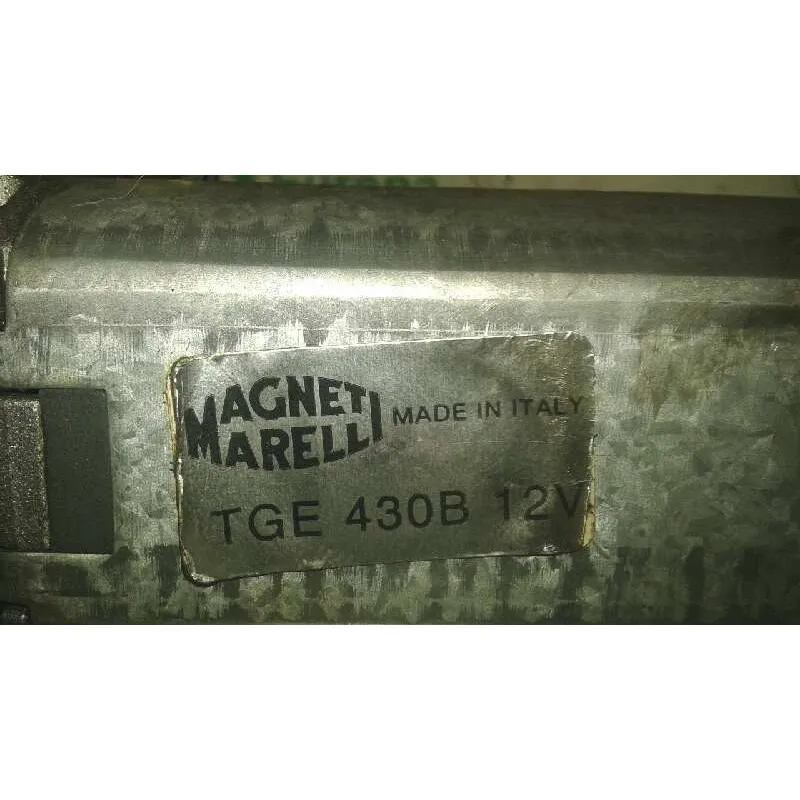 MAGNETI MARELLI
MADE IN ITALY
TGE 430B 12V